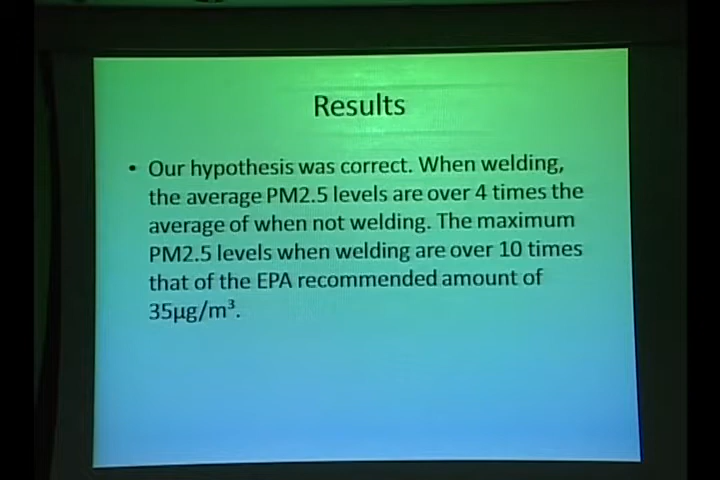 Results
• Our hypothesis was correct. When welding,
the average PM2.5 levels are over 4 times the
average of when not welding. The maximum
PM2.5 levels when welding are over 10 times
that of the EPA recommended amount of
35µg/m³.